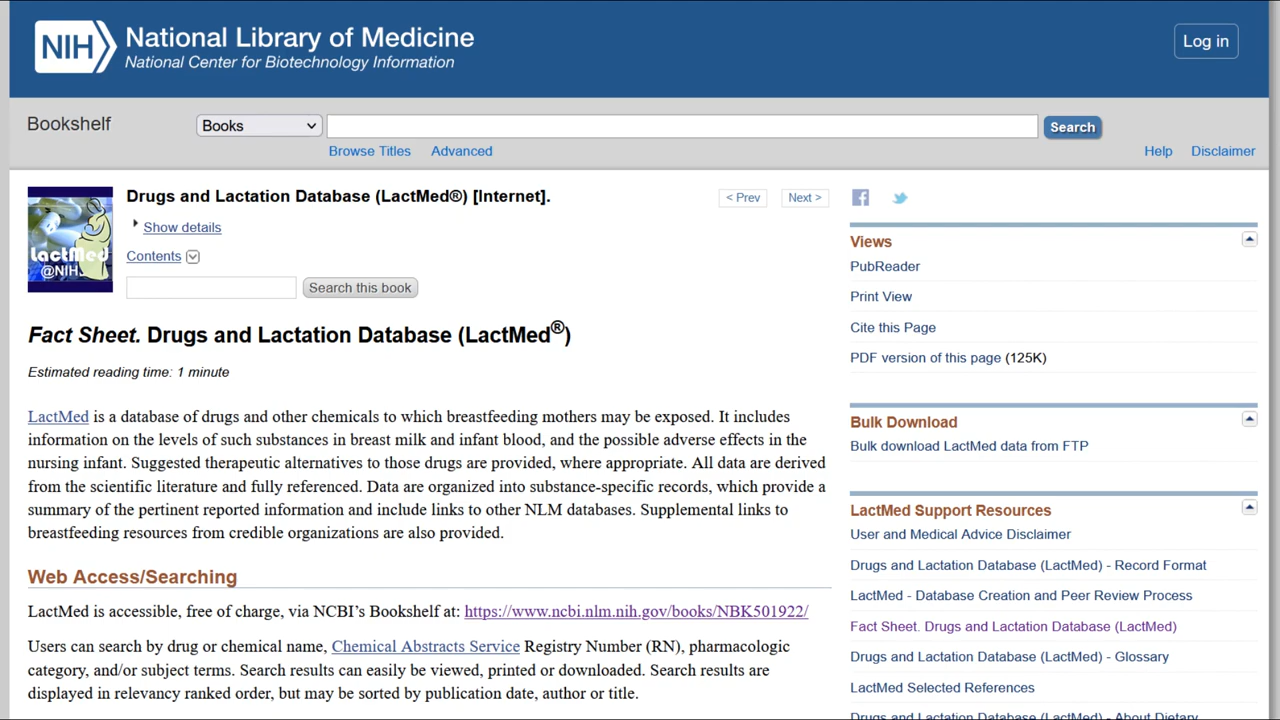 NIH National Library of Medicine
National Center for Biotechnology Information
Log in
Bookshelf
Books
Search
Browse Titles Advanced
Help Disclaimer
LactMed
@NIH
Drugs and Lactation Database (LactMed®) [Internet].
< Prev Next >
Show details
Contents
Search this book
Fact Sheet. Drugs and Lactation Database (LactMed®)
Estimated reading time: 1 minute
LactMed is a database of drugs and other chemicals to which breastfeeding mothers may be exposed. It includes
information on the levels of such substances in breast milk and infant blood, and the possible adverse effects in the
nursing infant. Suggested therapeutic alternatives to those drugs are provided, where appropriate. All data are derived
from the scientific literature and fully referenced. Data are organized into substance-specific records, which provide a
summary of the pertinent reported information and include links to other NLM databases. Supplemental links to
breastfeeding resources from credible organizations are also provided.
Web Access/Searching
LactMed is accessible, free of charge, via NCBI’s Bookshelf at: https://www.ncbi.nlm.nih.gov/books/NBK501922/
Users can search by drug or chemical name, Chemical Abstracts Service Registry Number (RN), pharmacologic
category, and/or subject terms. Search results can easily be viewed, printed or downloaded. Search results are
displayed in relevancy ranked order, but may be sorted by publication date, author or title.
Views
PubReader
Print View
Cite this Page
PDF version of this page (125K)
Bulk Download
Bulk download LactMed data from FTP
LactMed Support Resources
User and Medical Advice Disclaimer
Drugs and Lactation Database (LactMed) - Record Format
LactMed - Database Creation and Peer Review Process
Fact Sheet. Drugs and Lactation Database (LactMed)
Drugs and Lactation Database (LactMed) - Glossary
LactMed Selected References
Drugs and Lactation Database (LactMed) - About Dietary